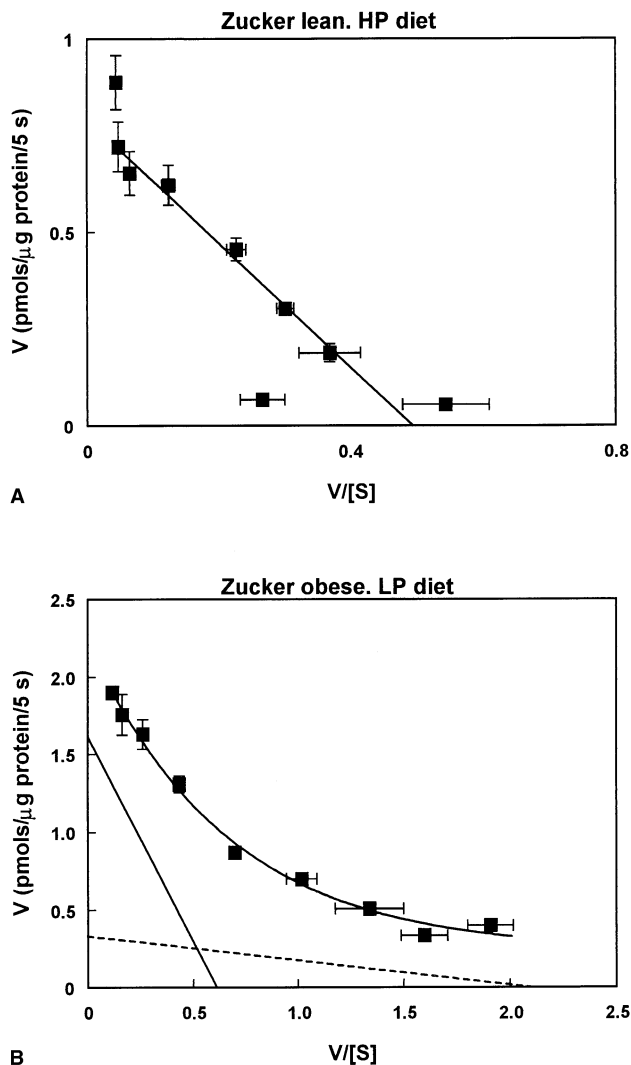 Zucker lean. HP diet
1
0.5
0
V (pmols/µg protein/5 s)
0
0.4
0.8
V/[S]
A
Zucker obese. LP diet
2.5
2.0
1.5
1.0
0.5
0
V (pmols/µg protein/5 s)
0
0.5
1.0
1.5
2.0
2.5
V/[S]
B